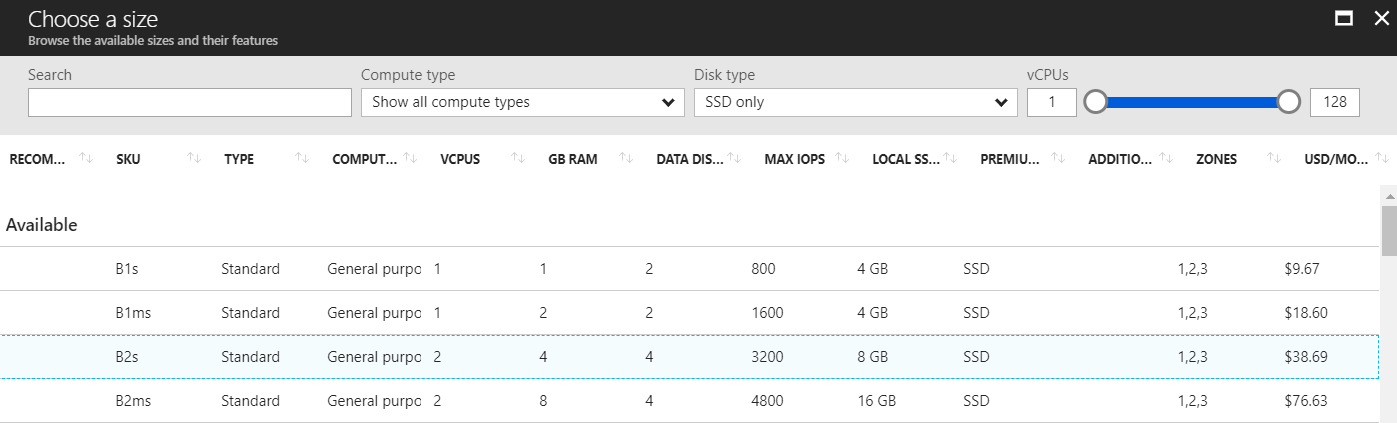 Choose a size
Browse the available sizes and their features
Search Compute type Disk type vCPUs
Show all compute types SSD only 1 128
RECOM... SKU TYPE COMPUT... VCPUS GB RAM DATA DIS... MAX IOPS LOCAL SS... PREMIU... ADDITIO... ZONES USD/MO...
Available
B1s Standard General purpo 1 1 2 800 4 GB SSD 1,2,3 $9.67
B1ms Standard General purpo 1 2 2 1600 4 GB SSD 1,2,3 $18.60
B2s Standard General purpo 2 4 4 3200 8 GB SSD 1,2,3 $38.69
B2ms Standard General purpo 2 8 4 4800 16 GB SSD 1,2,3 $76.63